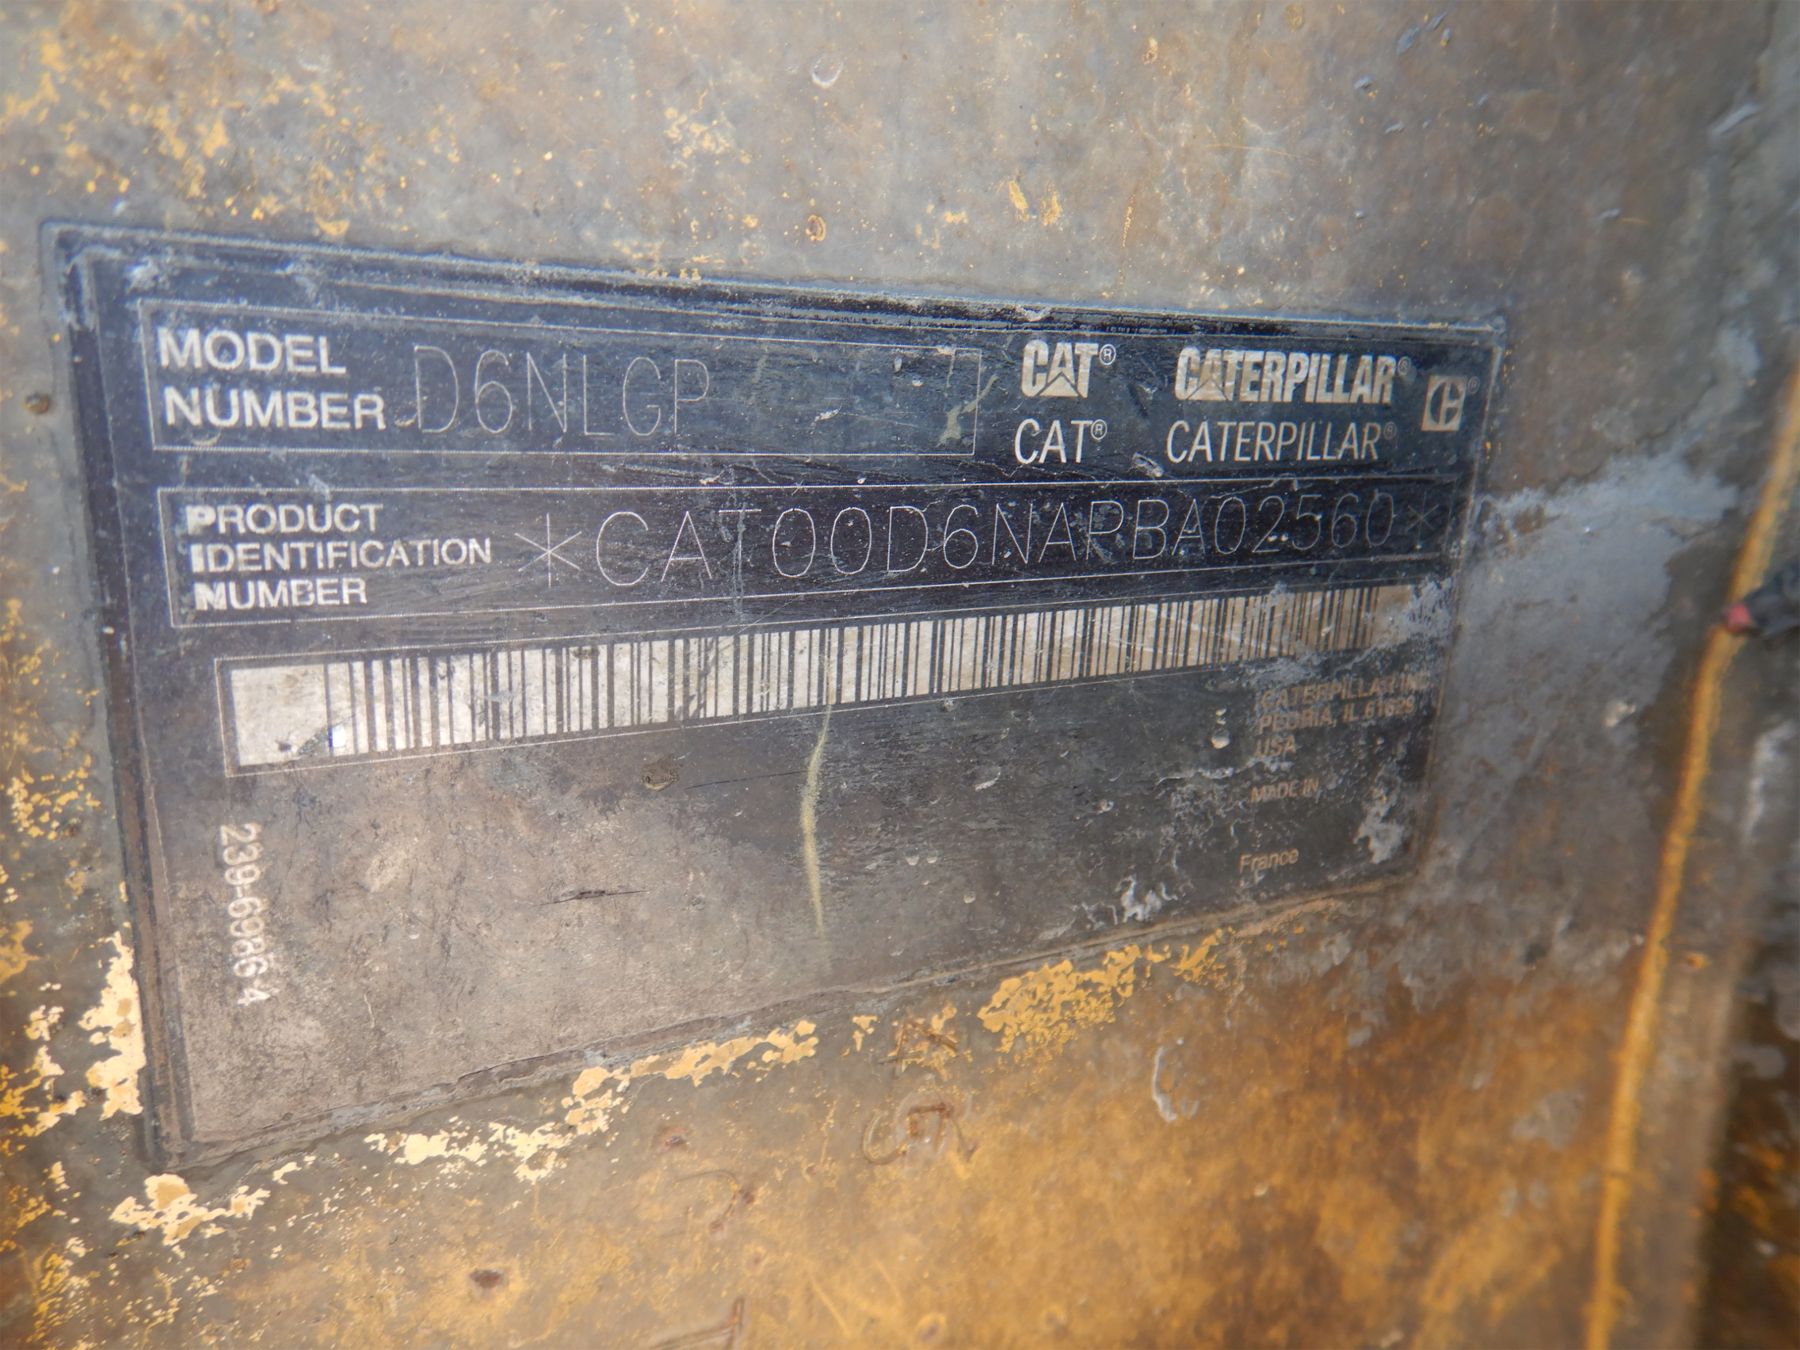 MODEL
NUMBER D6NLGP
CAT® CATERPILLAR®
CAT® CATERPILLAR®
PRODUCT
IDENTIFICATION
NUMBER
*CAT00D6NAPBA02560*
CATERPILLAR INC
PEORIA, IL 61629
USA
MADE IN
France
239-6986 4